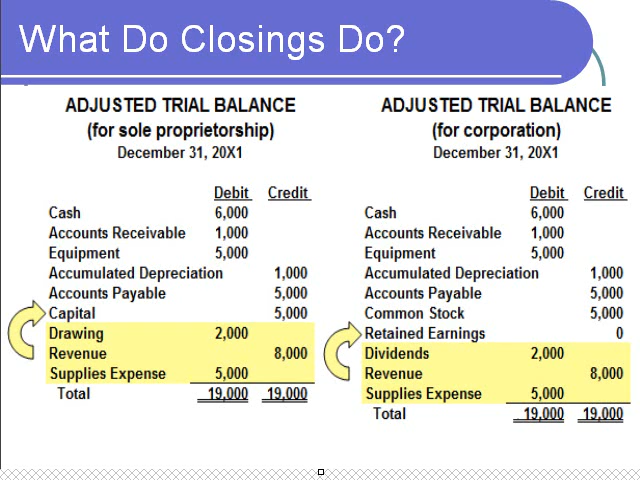 What Do Closings Do?
ADJUSTED TRIAL BALANCE
(for sole proprietorship)
December 31, 20X1
Debit Credit
Cash 6,000
Accounts Receivable 1,000
Equipment 5,000
Accumulated Depreciation 1,000
Accounts Payable 5,000
Capital 5,000
Drawing 2,000
Revenue 8,000
Supplies Expense 5,000
Total 19,000 19,000
ADJUSTED TRIAL BALANCE
(for corporation)
December 31, 20X1
Debit Credit
Cash 6,000
Accounts Receivable 1,000
Equipment 5,000
Accumulated Depreciation 1,000
Accounts Payable 5,000
Common Stock 5,000
Retained Earnings 0
Dividends 2,000
Revenue 8,000
Supplies Expense 5,000
Total 19,000 19,000